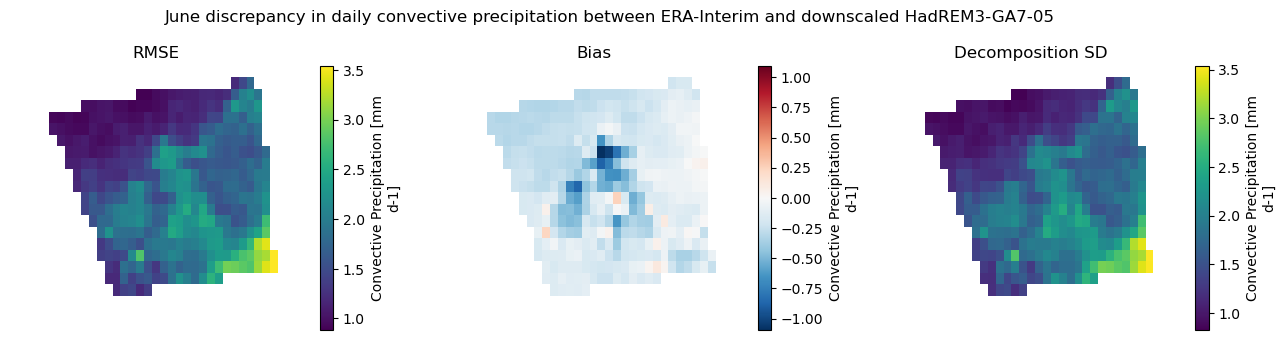 June discrepancy in daily convective precipitation between ERA-Interim and downscaled HadREM3-GA7-05
RMSE
3.5
3.0
2.5
2.0
1.5
1.0
Convective Precipitation [mm
d-1]
Bias
1.00
0.75
0.50
0.25
0.00
−0.25
−0.50
−0.75
−1.00
Convective Precipitation [mm
d-1]
Decomposition SD
3.5
3.0
2.5
2.0
1.5
1.0
Convective Precipitation [mm
d-1]